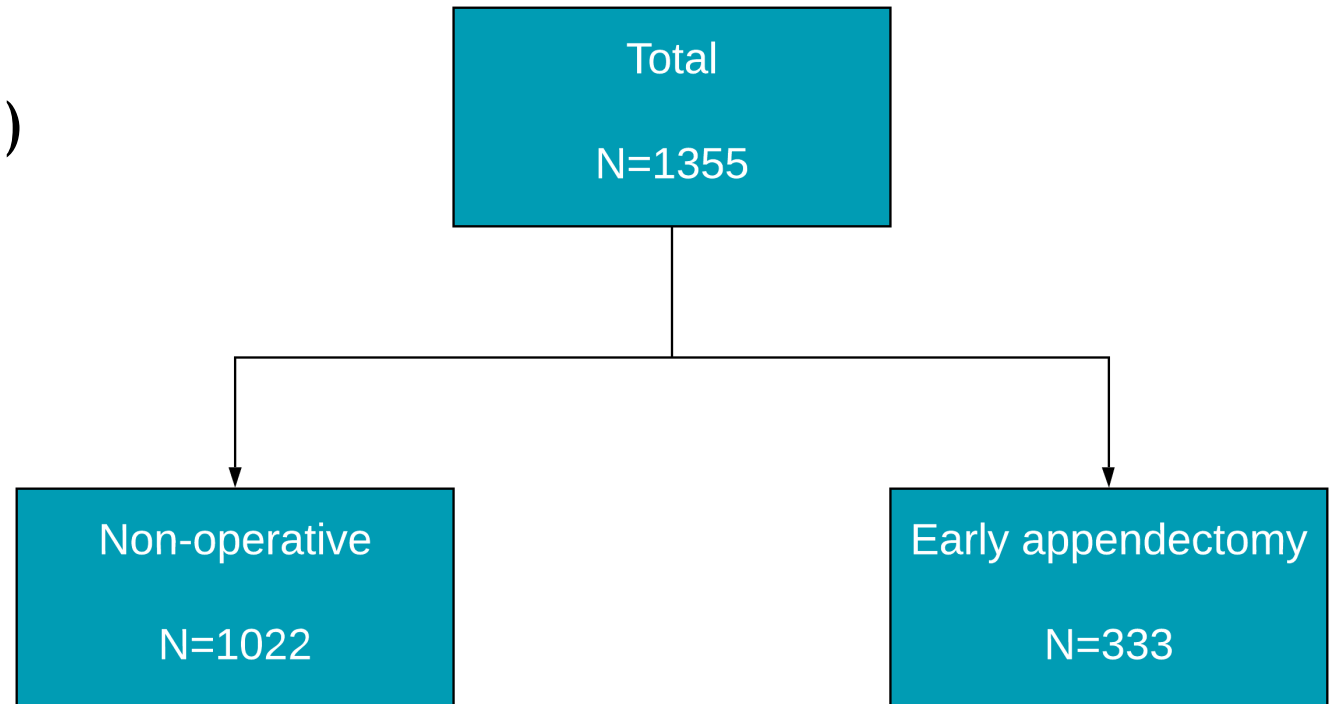 Total
N=1355
)
Non-operative
N=1022
Early appendectomy
N=333